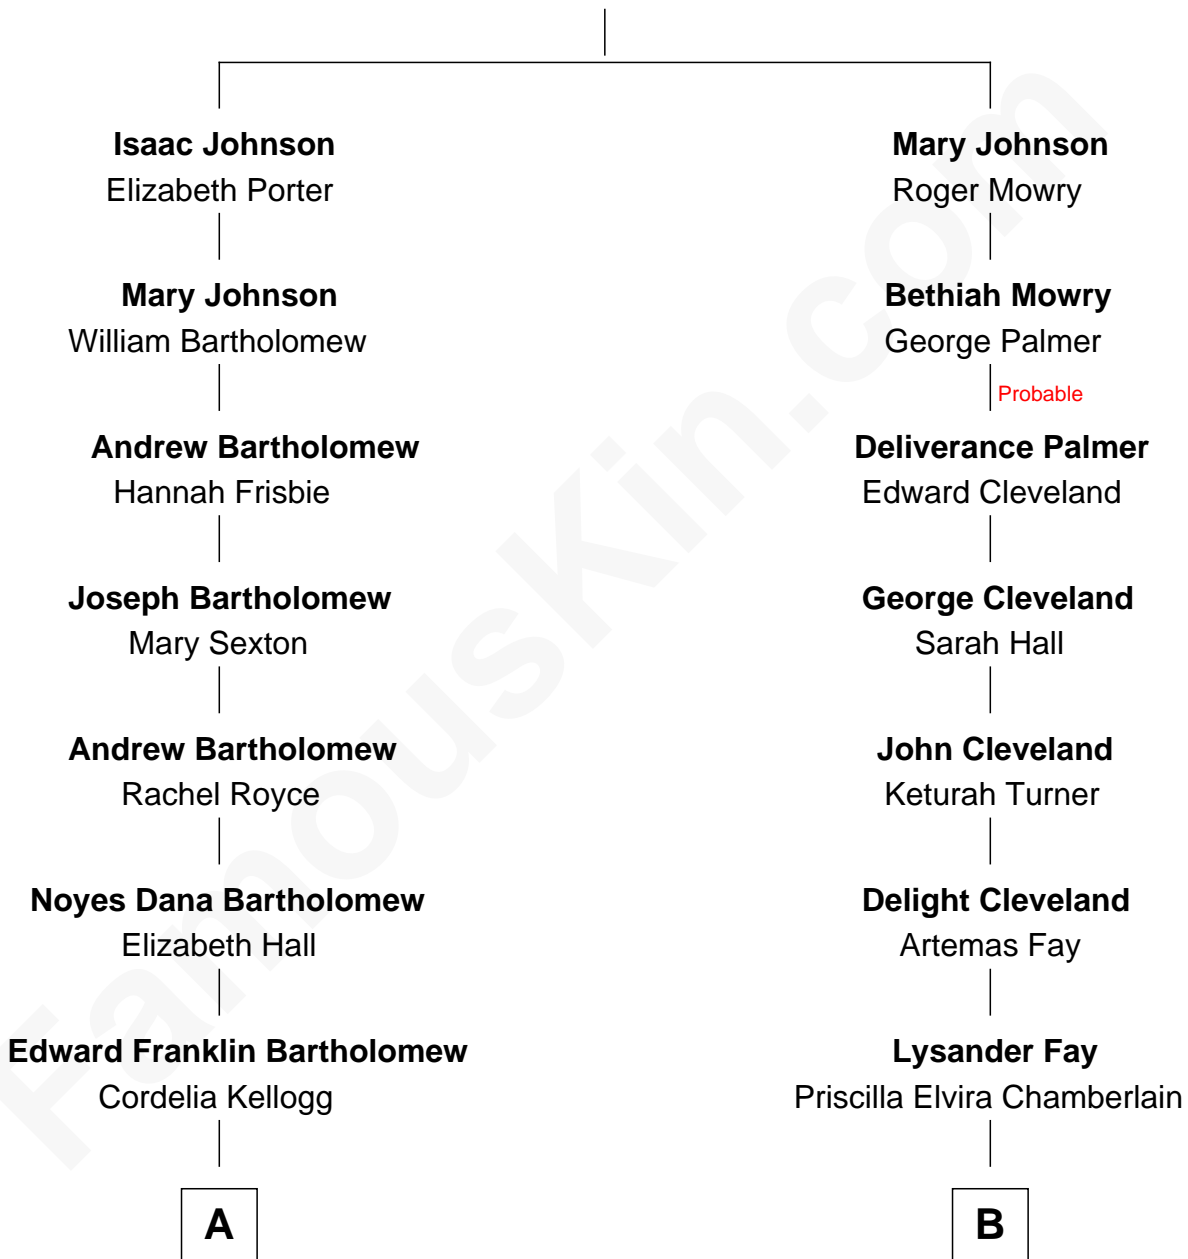 Isaac Johnson
Elizabeth Porter
Mary Johnson
William Bartholomew
Andrew Bartholomew
Hannah Frisbie
Joseph Bartholomew
Mary Sexton
Andrew Bartholomew
Rachel Royce
Noyes Dana Bartholomew
Elizabeth Hall
Edward Franklin Bartholomew
Cordelia Kellogg
A
Mary Johnson
Roger Mowry
Bethiah Mowry
George Palmer
Probable
Deliverance Palmer
Edward Cleveland
George Cleveland
Sarah Hall
John Cleveland
Keturah Turner
Delight Cleveland
Artemas Fay
Lysander Fay
Priscilla Elvira Chamberlain
B
FamousKin.com